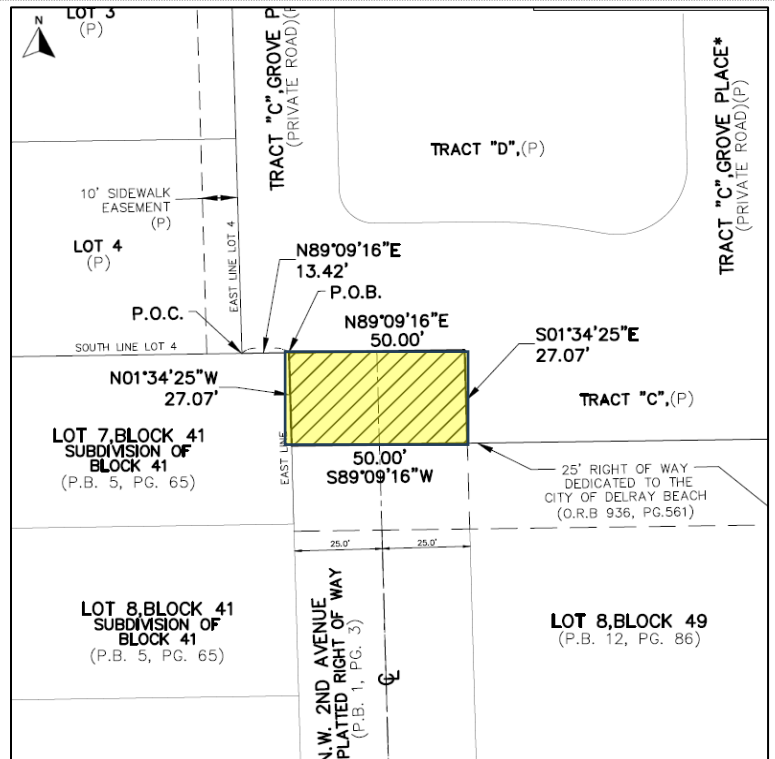 N
LOT 3
(P)
TRACT "C",GROVE P
(PRIVATE ROAD)(
TRACT "D",(P)
TRACT "C",GROVE PLACE*
(PRIVATE ROAD)(P)
10' SIDEWALK
EASEMENT
(P)
LOT 4
(P)
EAST LINE LOT 4
N89°09'16"E
13.42'
P.O.B.
P.O.C.
N89°09'16"E
50.00'
SOUTH LINE LOT 4
S01°34'25"E
27.07'
N01°34'25"W
27.07'
TRACT "C",(P)
LOT 7,BLOCK 41
SUBDIVISION OF
BLOCK 41
(P.B. 5, PG. 65)
EAST LINE
50.00'
S89°09'16"W
25' RIGHT OF WAY
DEDICATED TO THE
CITY OF DELRAY BEACH
(O.R.B 936, PG.561)
25.0'
25.0'
LOT 8,BLOCK 41
SUBDIVISION OF
BLOCK 41
(P.B. 5, PG. 65)
N.W. 2ND AVENUE
PLATTED RIGHT OF WAY
(P.B. 1, PG. 3)
℄
LOT 8,BLOCK 49
(P.B. 12, PG. 86)